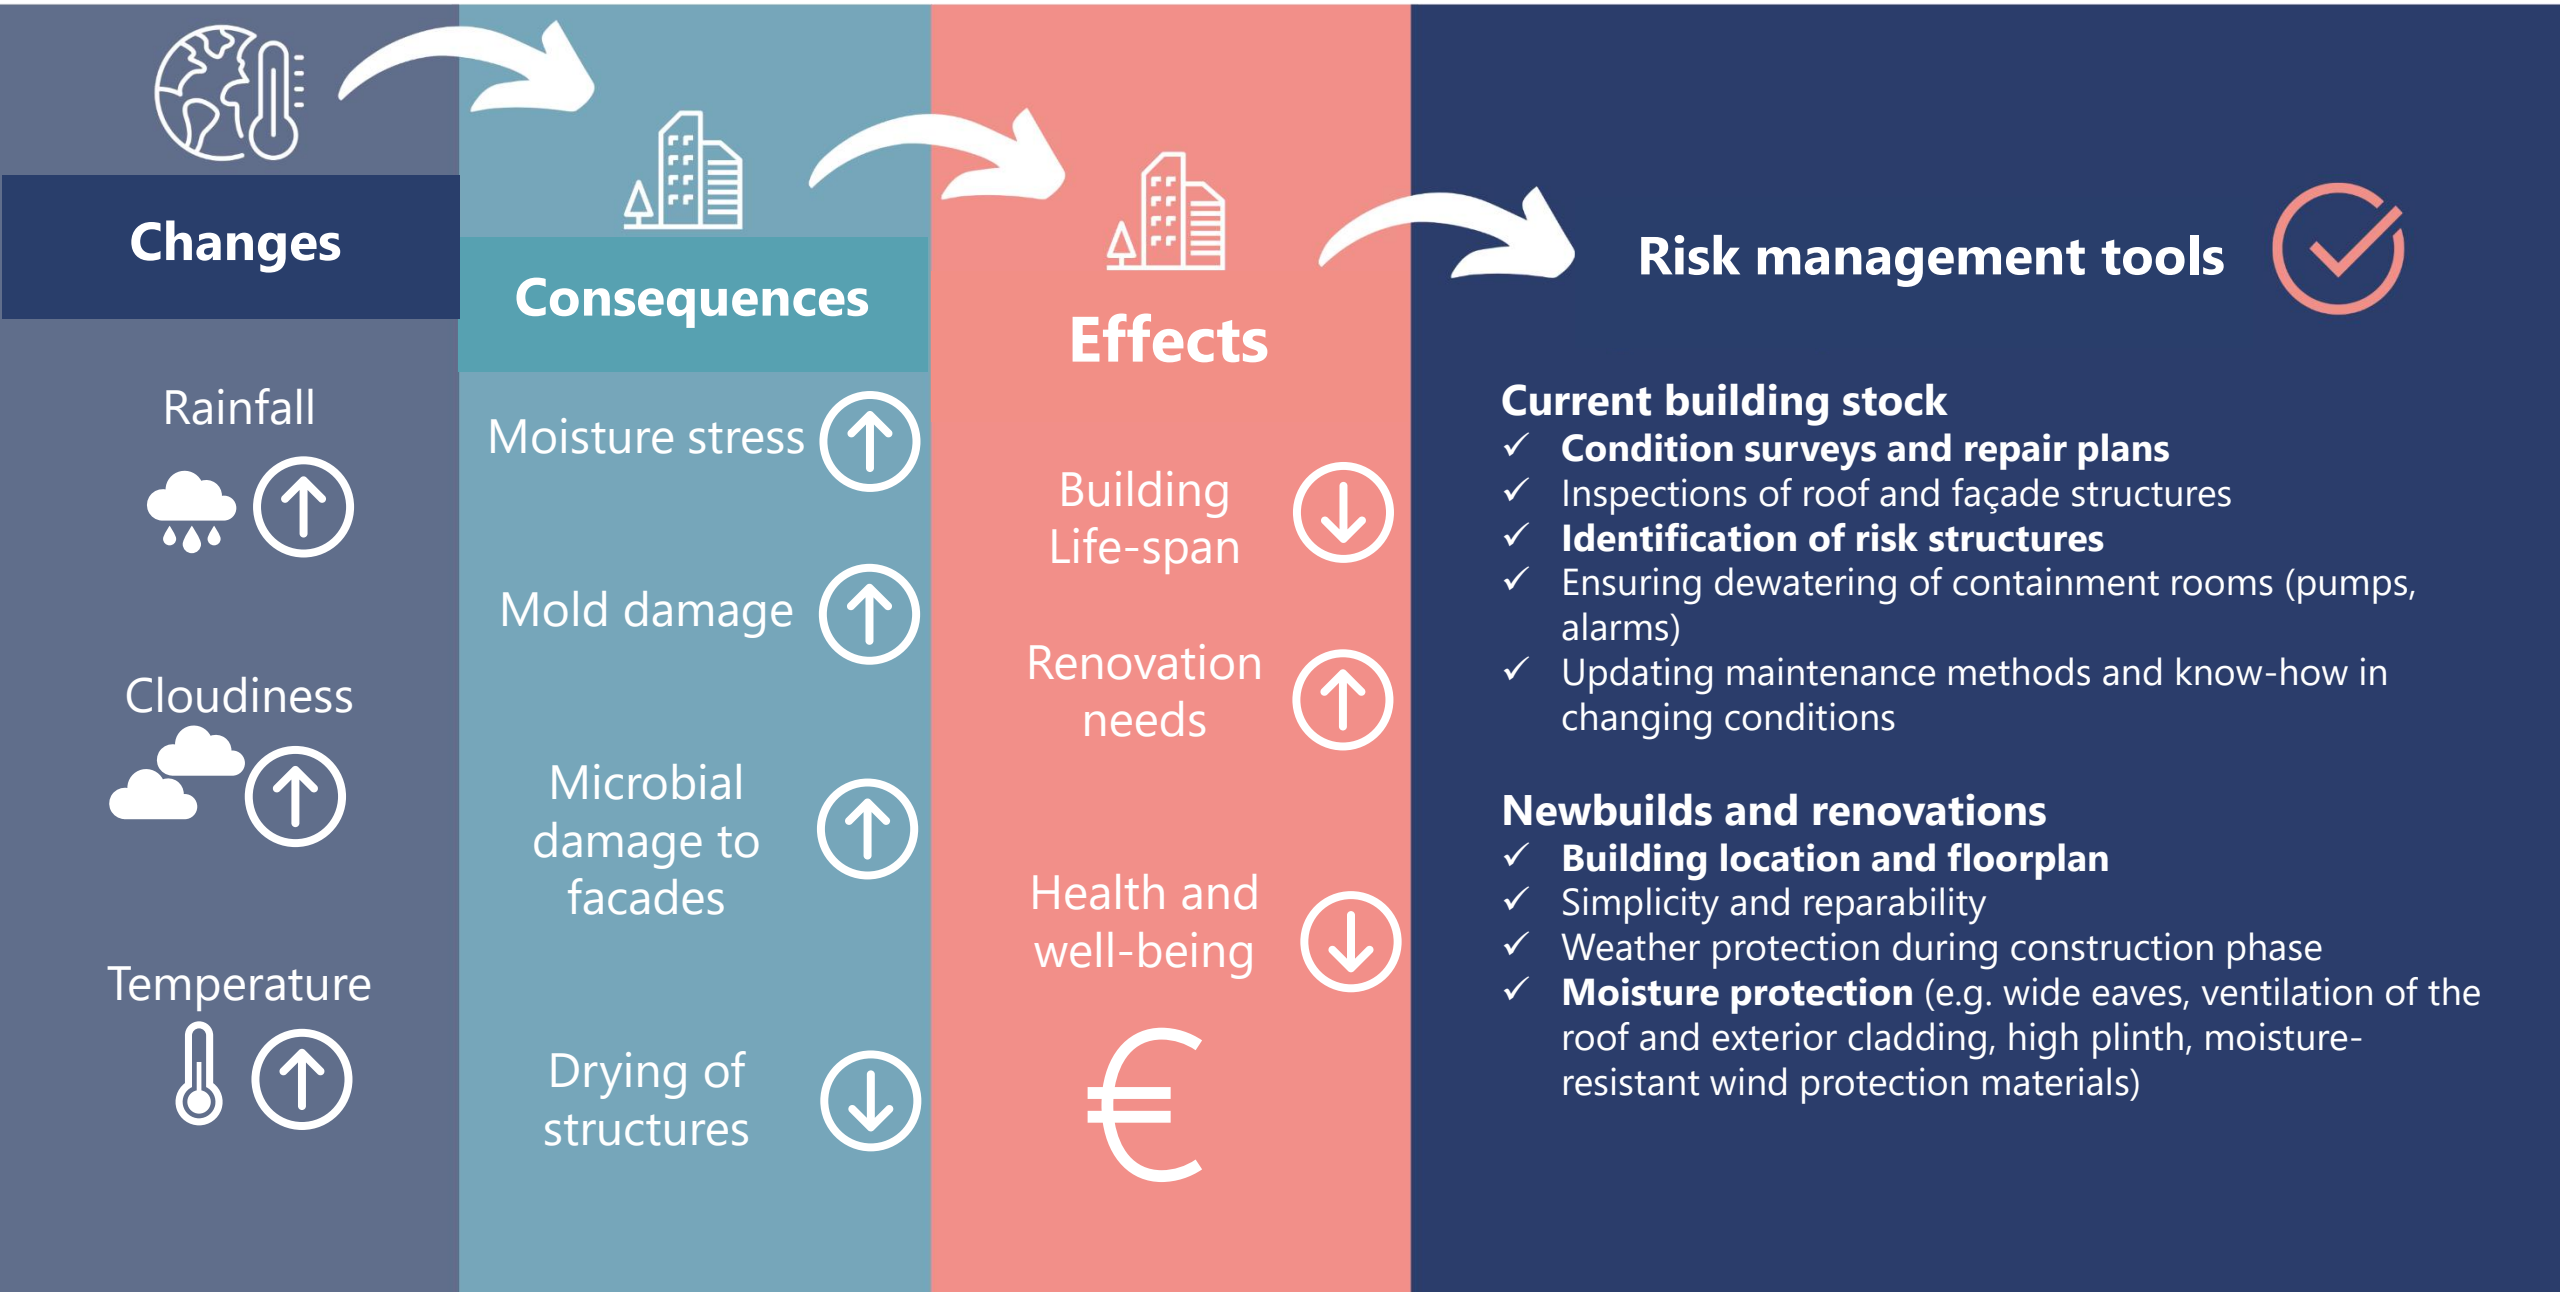 Changes
Rainfall
Cloudiness
Temperature
Consequences
Moisture stress
Mold damage
Microbial
damage to
facades
Drying of
structures
Effects
Building
Life-span
Renovation
needs
Health and
well-being
€
Risk management tools
Current building stock
✓ Condition surveys and repair plans
✓ Inspections of roof and façade structures
✓ Identification of risk structures
✓ Ensuring dewatering of containment rooms (pumps,
alarms)
✓ Updating maintenance methods and know-how in
changing conditions
Newbuilds and renovations
✓ Building location and floorplan
✓ Simplicity and reparability
✓ Weather protection during construction phase
✓ Moisture protection (e.g. wide eaves, ventilation of the
roof and exterior cladding, high plinth, moisture-
resistant wind protection materials)